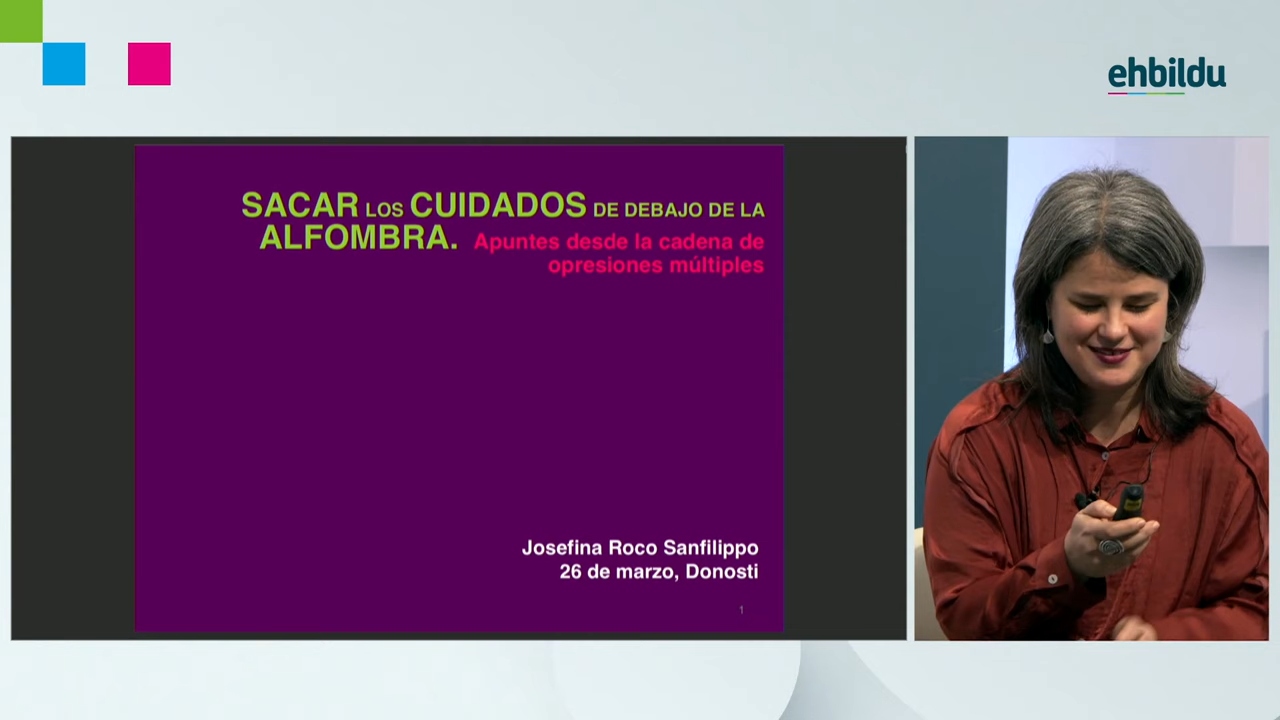 ehbildu
SACAR LOS CUIDADOS DE DEBAJO DE LA
ALFOMBRA. Apuntes desde la cadena de
opresiones múltiples
Josefina Roco Sanfilippo
26 de marzo, Donosti
1